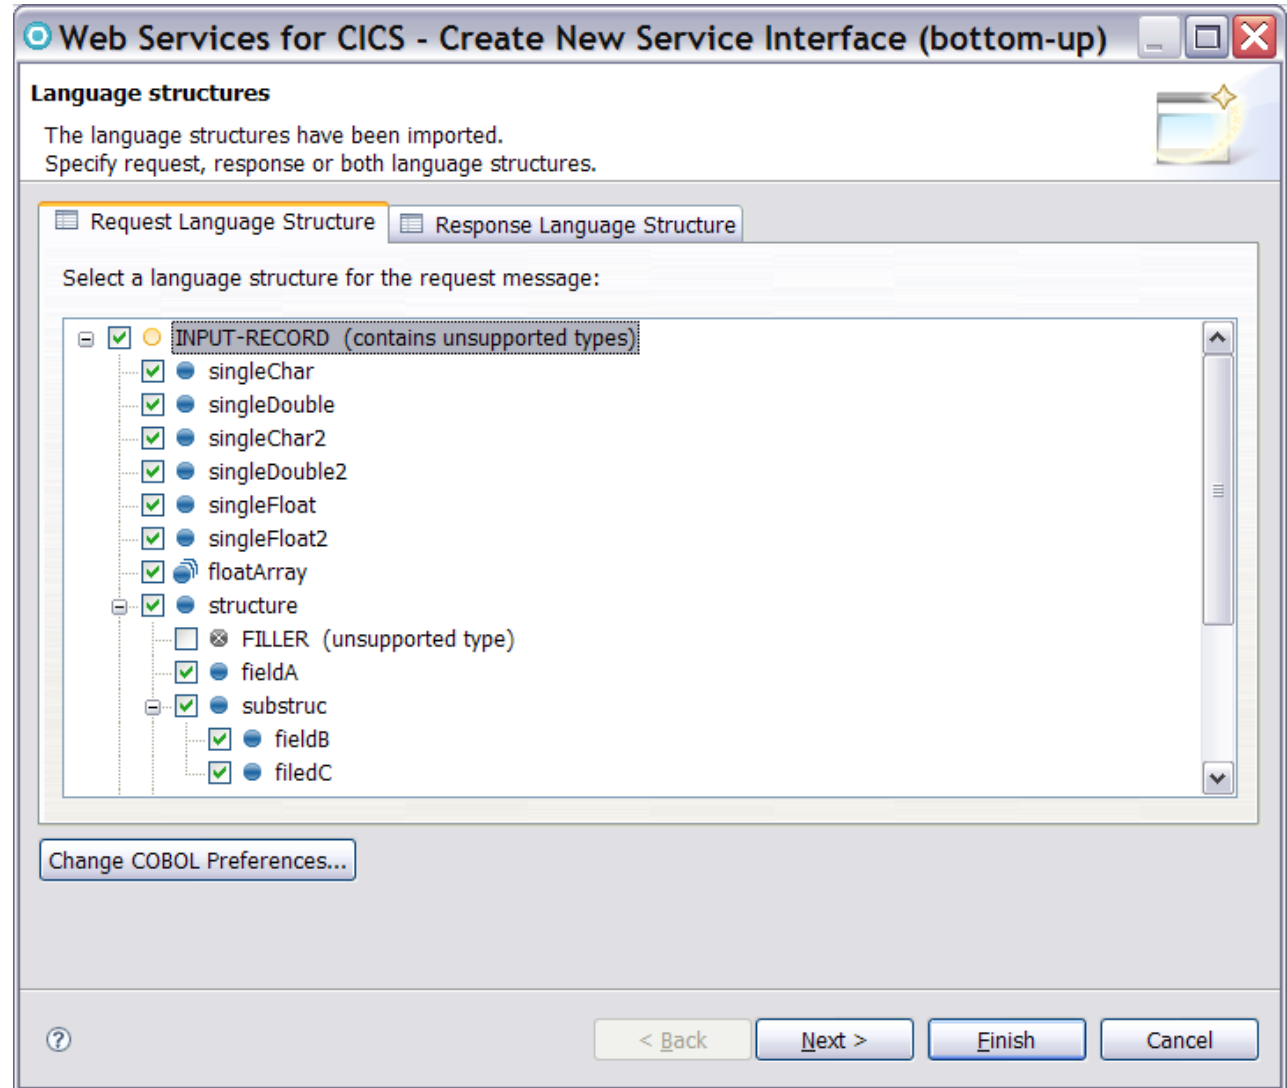 Web Services for CICS - Create New Service Interface (bottom-up)
Language structures
The language structures have been imported.
Specify request, response or both language structures.
Request Language Structure
Response Language Structure
Select a language structure for the request message:
INPUT-RECORD (contains unsupported types)
singleChar
singleDouble
singleChar2
singleDouble2
singleFloat
singleFloat2
floatArray
structure
FILLER (unsupported type)
fieldA
substruc
fieldB
filedC
Change COBOL Preferences...
?
< Back
Next >
Finish
Cancel